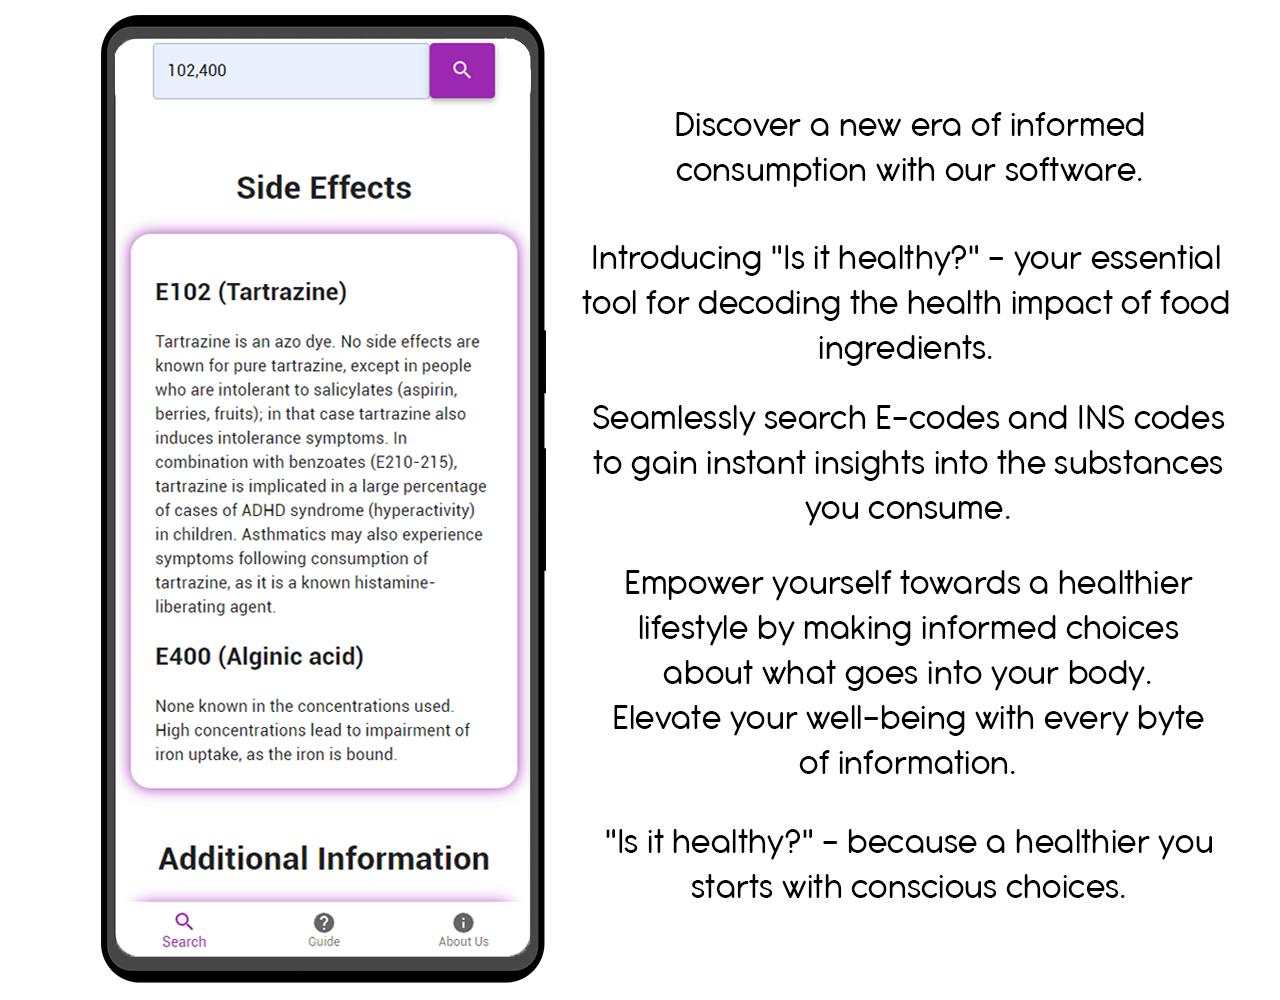 102,400
Side Effects
E102 (Tartrazine)
Tartrazine is an azo dye. No side effects are
known for pure tartrazine, except in people
who are intolerant to salicylates (aspirin,
berries, fruits); in that case tartrazine also
induces intolerance symptoms. In
combination with benzoates (E210-215),
tartrazine is implicated in a large percentage
of cases of ADHD syndrome (hyperactivity)
in children. Asthmatics may also experience
symptoms following consumption of
tartrazine, as it is a known histamine-
liberating agent.
E400 (Alginic acid)
None known in the concentrations used.
High concentrations lead to impairment of
iron uptake, as the iron is bound.
Additional Information
Search
Guide
About Us
Discover a new era of informed
consumption with our software.
Introducing "Is it healthy?" - your essential
tool for decoding the health impact of food
ingredients.
Seamlessly search E-codes and INS codes
to gain instant insights into the substances
you consume.
Empower yourself towards a healthier
lifestyle by making informed choices
about what goes into your body.
Elevate your well-being with every byte
of information.
"Is it healthy?" - because a healthier you
starts with conscious choices.